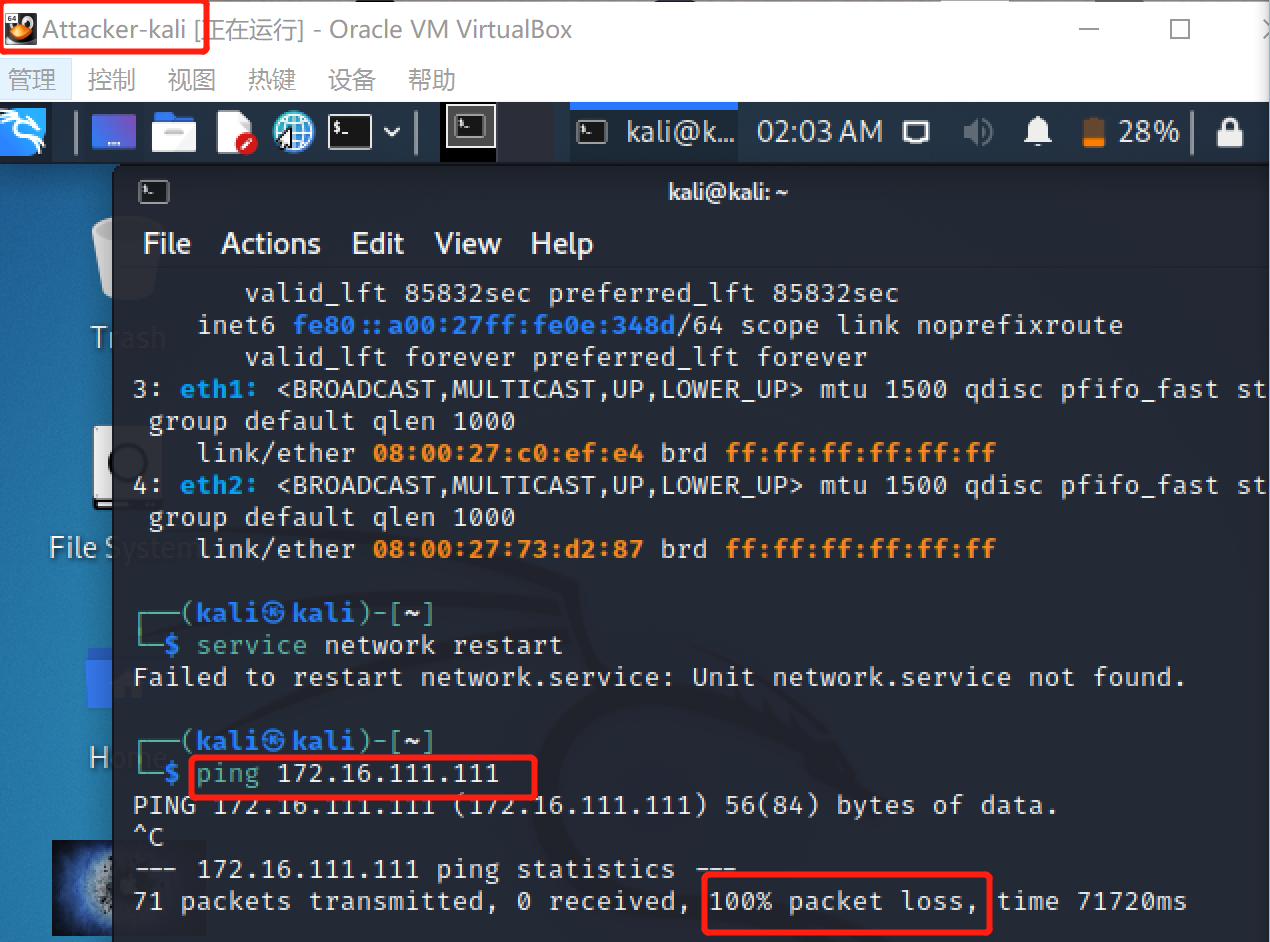 64
Attacker-kali [正在运行] - Oracle VM VirtualBox
管理 控制 视图 热键 设备 帮助
$_ kali@k... 02:03 AM 28%
kali@kali: ~
File Actions Edit View Help
Trash
File System
Home
valid_lft 85832sec preferred_lft 85832sec
inet6 fe80::a00:27ff:fe0e:348d/64 scope link noprefixroute
valid_lft forever preferred_lft forever
3: eth1: <BROADCAST,MULTICAST,UP,LOWER_UP> mtu 1500 qdisc pfifo_fast st
group default qlen 1000
link/ether 08:00:27:c0:ef:e4 brd ff:ff:ff:ff:ff:ff
4: eth2: <BROADCAST,MULTICAST,UP,LOWER_UP> mtu 1500 qdisc pfifo_fast st
group default qlen 1000
link/ether 08:00:27:73:d2:87 brd ff:ff:ff:ff:ff:ff
┌──(kali㉿kali)-[~]
└─$ service network restart
Failed to restart network.service: Unit network.service not found.
┌──(kali㉿kali)-[~]
└─$ ping 172.16.111.111
PING 172.16.111.111 (172.16.111.111) 56(84) bytes of data.
^C
--- 172.16.111.111 ping statistics ---
71 packets transmitted, 0 received, 100% packet loss, time 71720ms